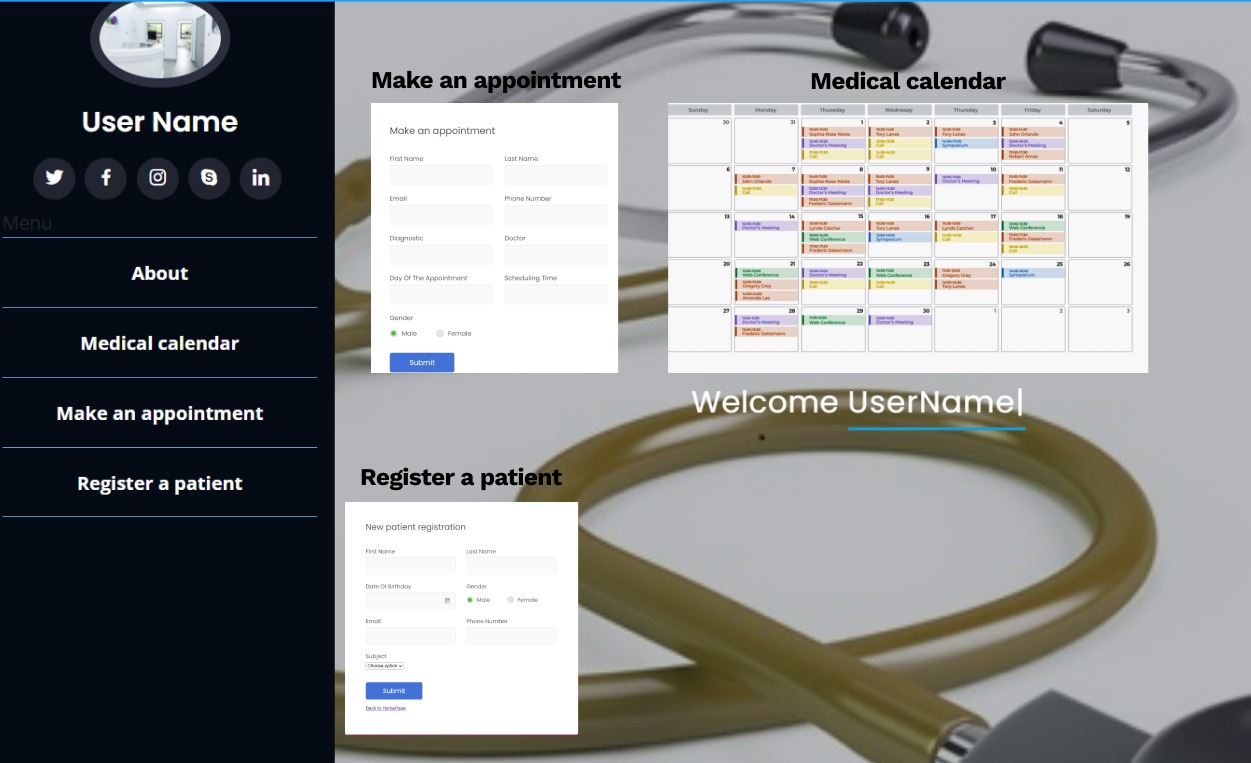 User Name
Menu
About
Medical calendar
Make an appointment
Register a patient
Make an appointment
Make an appointment
First Name Last Name
Email Phone Number
Diagnostic Doctor
Day Of The Appointment Scheduling Time
Gender
Male Female
Submit
Medical calendar
Sunday Monday Thuesday Wednesay Thursday Friday Saturday
30 31 1 2 3 4 5
Sophia-Rose Weiss Tory Lanes Tory Lanes John Orlando
Doctor's Meeting Call Symposium Doctor's Meeting
Call Call Robert Arnas
6 7 8 9 10 11 12
John Orlando Sophia-Rose Weiss Tory Lanes Doctor's Meeting Frederic Galsemann
Call Doctor's Meeting Doctor's Meeting Call
Frederic Galsemann Call
13 14 15 16 17 18 19
Doctor's Meeting Lynda Catcher Tory Lanes Lynda Catcher Web Conference
Web Conference Symposium Call Frederic Galsemann
Frederic Galsemann Call
20 21 22 23 24 25 26
Web Conference Doctor's Meeting Web Conference Gregory Gray Symposium
Gregory Gray Call Call Tory Lanes
Amanda Lee
27 28 29 30 1 2 3
Doctor's Meeting Web Conference Doctor's Meeting
Frederic Galsemann
Welcome UserName|
Register a patient
New patient registration
First Name Last Name
Date Of Birthday Gender
Male Female
Email Phone Number
Subject
Choose option
Submit
Back to HomePage